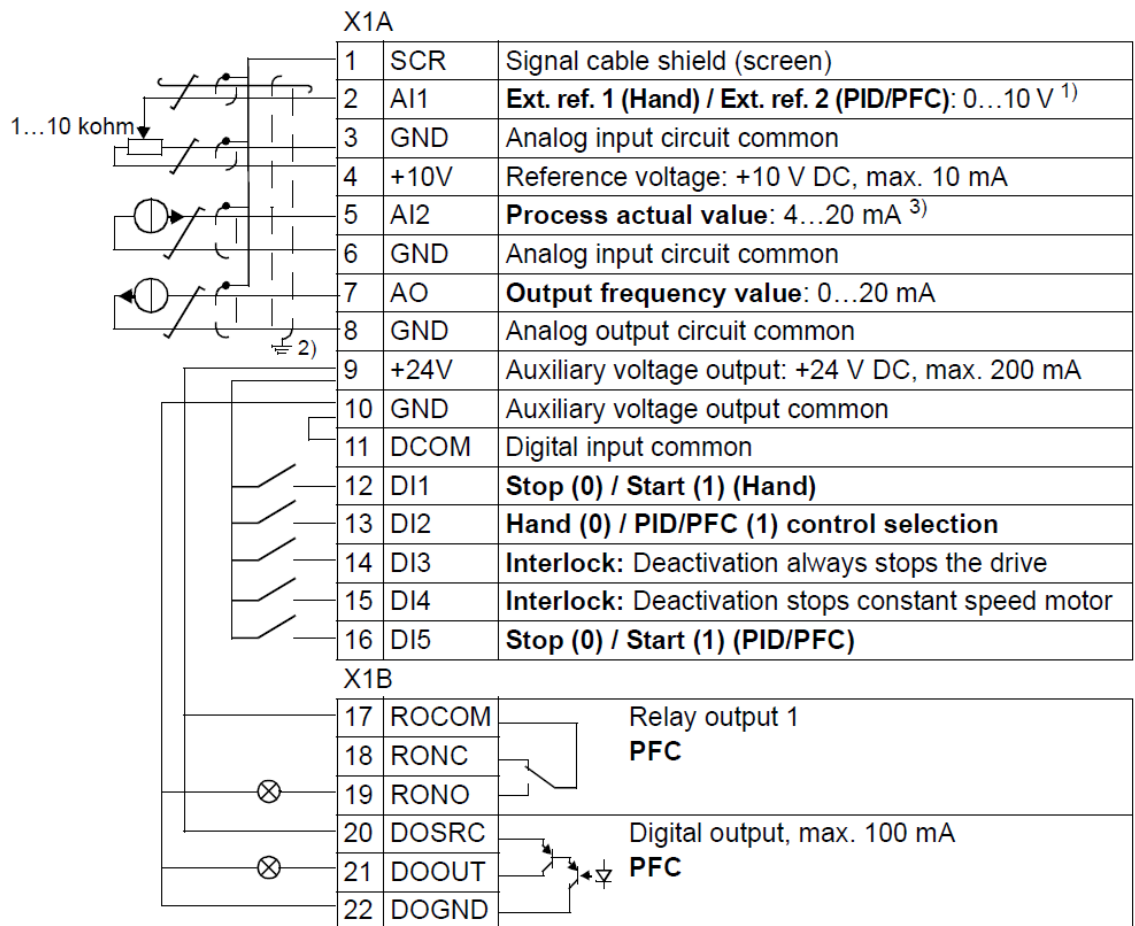 X1A
1 SCR Signal cable shield (screen)
2 AI1 Ext. ref. 1 (Hand) / Ext. ref. 2 (PID/PFC): 0…10 V 1)
1…10 kohm
3 GND Analog input circuit common
4 +10V Reference voltage: +10 V DC, max. 10 mA
5 AI2 Process actual value: 4…20 mA 3)
6 GND Analog input circuit common
7 AO Output frequency value: 0…20 mA
8 GND Analog output circuit common
2)
9 +24V Auxiliary voltage output: +24 V DC, max. 200 mA
10 GND Auxiliary voltage output common
11 DCOM Digital input common
12 DI1 Stop (0) / Start (1) (Hand)
13 DI2 Hand (0) / PID/PFC (1) control selection
14 DI3 Interlock: Deactivation always stops the drive
15 DI4 Interlock: Deactivation stops constant speed motor
16 DI5 Stop (0) / Start (1) (PID/PFC)
X1B
17 ROCOM Relay output 1
18 RONC PFC
19 RONO
20 DOSRC Digital output, max. 100 mA
21 DOOUT PFC
22 DOGND